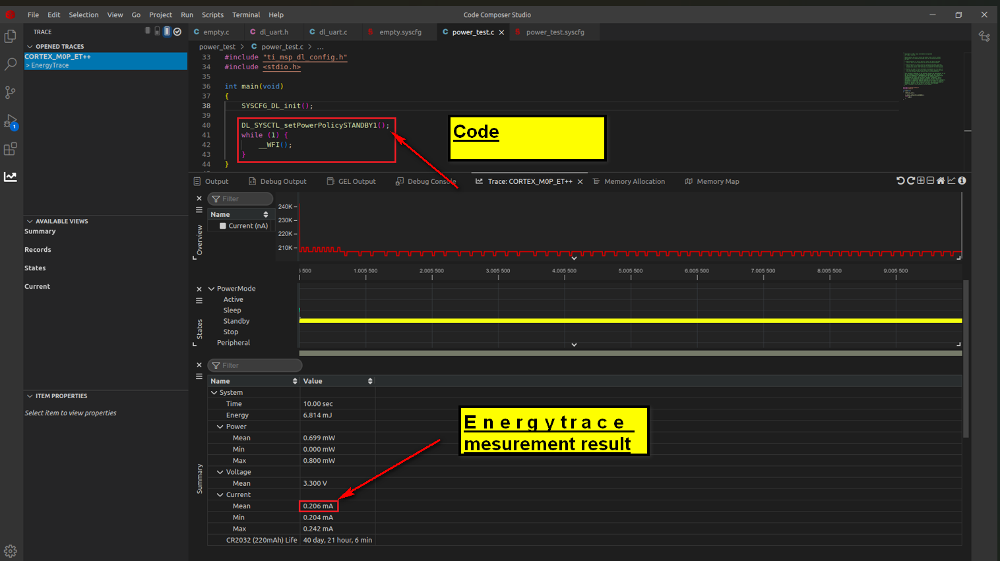 File Edit Selection View Go Project Run Scripts Terminal Help
Code Composer Studio
TRACE
OPENED TRACES
CORTEX_M0P_ET++
> EnergyTrace
AVAILABLE VIEWS
Summary
Records
States
Current
ITEM PROPERTIES
Select item to view properties
1
C empty.c C dl_uart.h C dl_uart.c S empty.syscfg C power_test.c S power_test.syscfg
power_test > C power_test.c > ...
33 #include "ti_msp_dl_config.h"
34 #include <stdio.h>
35
36 int main(void)
37 {
38 SYSCFG_DL_init();
39
40 DL_SYSCTL_setPowerPolicySTANDBY1();
41 while (1) {
42 __WFI();
43 }
44 }
Code
Output Debug Output GEL Output Debug Console Trace: CORTEX_M0P_ET++ Memory Allocation Memory Map
Filter
Name
Current (nA)
Overview
240K
230K
220K
210K
500 1.005 500 2.005 500 3.005 500 4.005 500 5.005 500 6.005 500 7.005 500 8.005 500 9.005 500
States
PowerMode
Active
Sleep
Standby
Stop
Peripheral
Filter
Summary
Name Value
System
Time 10.00 sec
Energy 6.814 mJ
Power
Mean 0.699 mW
Min 0.000 mW
Max 0.800 mW
Voltage
Mean 3.300 V
Current
Mean 0.206 mA
Min 0.204 mA
Max 0.242 mA
CR2032 (220mAh) Life 40 day, 21 hour, 6 min
Energytrace
mesurement result